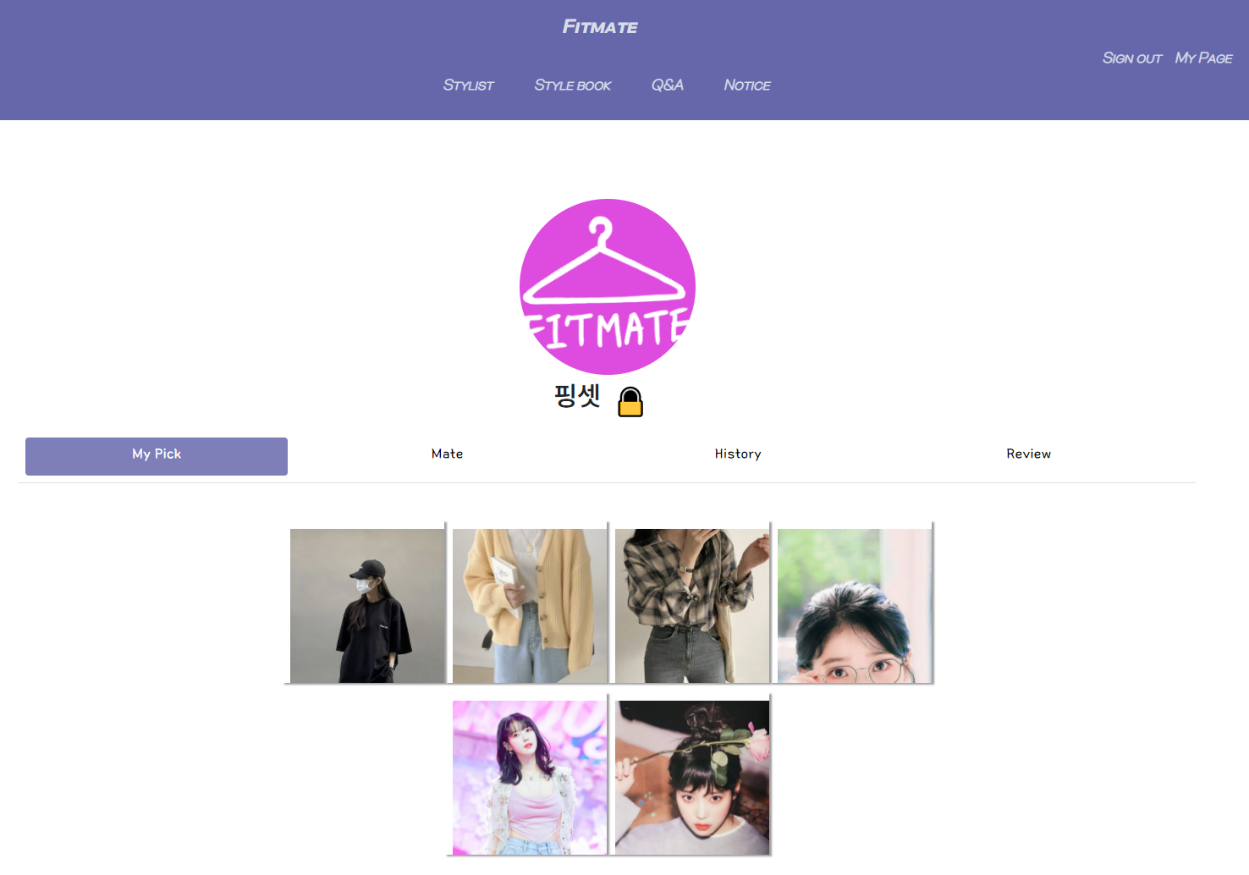 Fitmate
Sign out My Page
Stylist Style book Q&A Notice
FITMATE
핑셋
My Pick Mate History Review